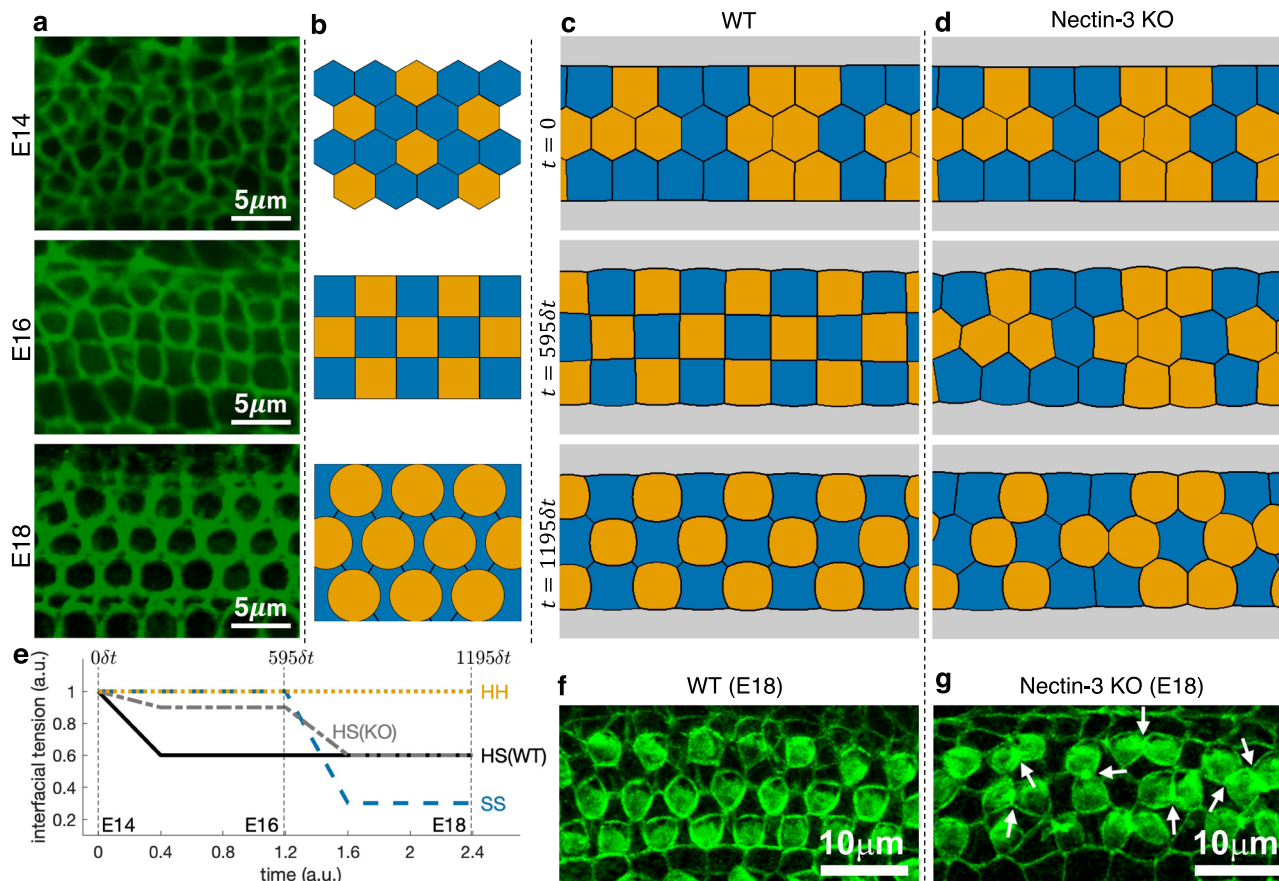 a
b
c
WT
d
Nectin-3 KO
E14
5μm
t = 0
E16
5μm
t = 595δt
E18
5μm
t = 1195δt
e
0δt
595δt
1195δt
interfacial tension (a.u.)
1
0.8
0.6
0.4
0.2
HH
HS(KO)
HS(WT)
SS
E14
E16
E18
0
0.4
0.8
1.2
1.6
2.0
2.4
time (a.u.)
f
WT (E18)
10μm
g
Nectin-3 KO (E18)
10μm